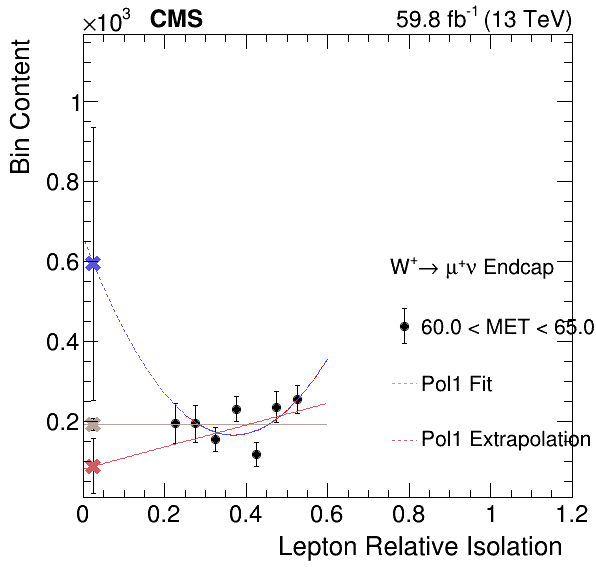 ×10³ CMS 59.8 fb⁻¹ (13 TeV)
Bin Content
1
0.8
0.6
0.4
0.2
W⁺→ μ⁺ν Endcap
60.0 < MET < 65.0
Pol1 Fit
Pol1 Extrapolation
0 0.2 0.4 0.6 0.8 1 1.2
Lepton Relative Isolation